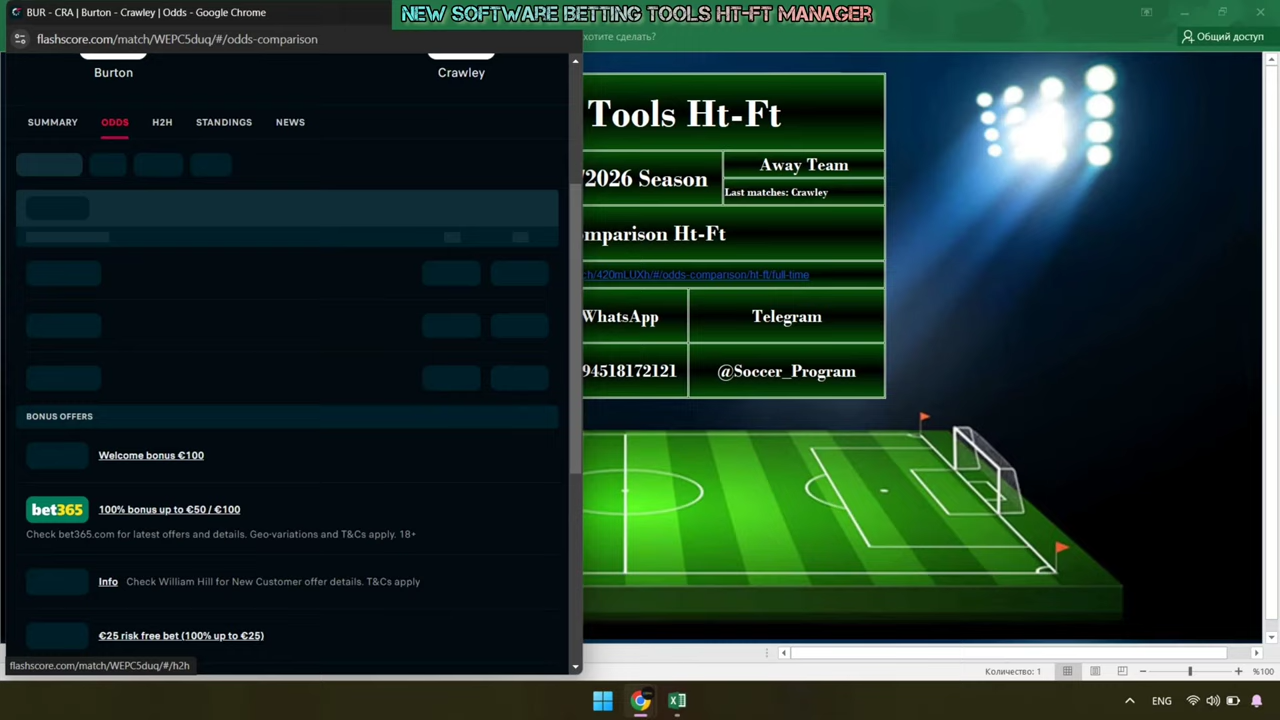 BUR - CRA | Burton - Crawley | Odds - Google Chrome
NEW SOFTWARE BETTING TOOLS HT-FT MANAGER
flashscore.com/match/WEPC5duq/#/odds-comparison
хотите сделать?
Общий доступ
Burton
Crawley
SUMMARY
ODDS
H2H
STANDINGS
NEWS
BONUS OFFERS
Welcome bonus €100
bet365
100% bonus up to €50 / €100
Check bet365.com for latest offers and details. Geo-variations and T&Cs apply. 18+
Info
Check William Hill for New Customer offer details. T&Cs apply
€25 risk free bet (100% up to €25)
flashscore.com/match/WEPC5duq/#/h2h
Tools Ht-Ft
/2026 Season
Away Team
Last matches: Crawley
mparison Ht-Ft
h/420mLUXh/#/odds-comparison/ht-ft/full-time
WhatsApp
Telegram
94518172121
@Soccer_Program
Количество: 1
%100
ENG